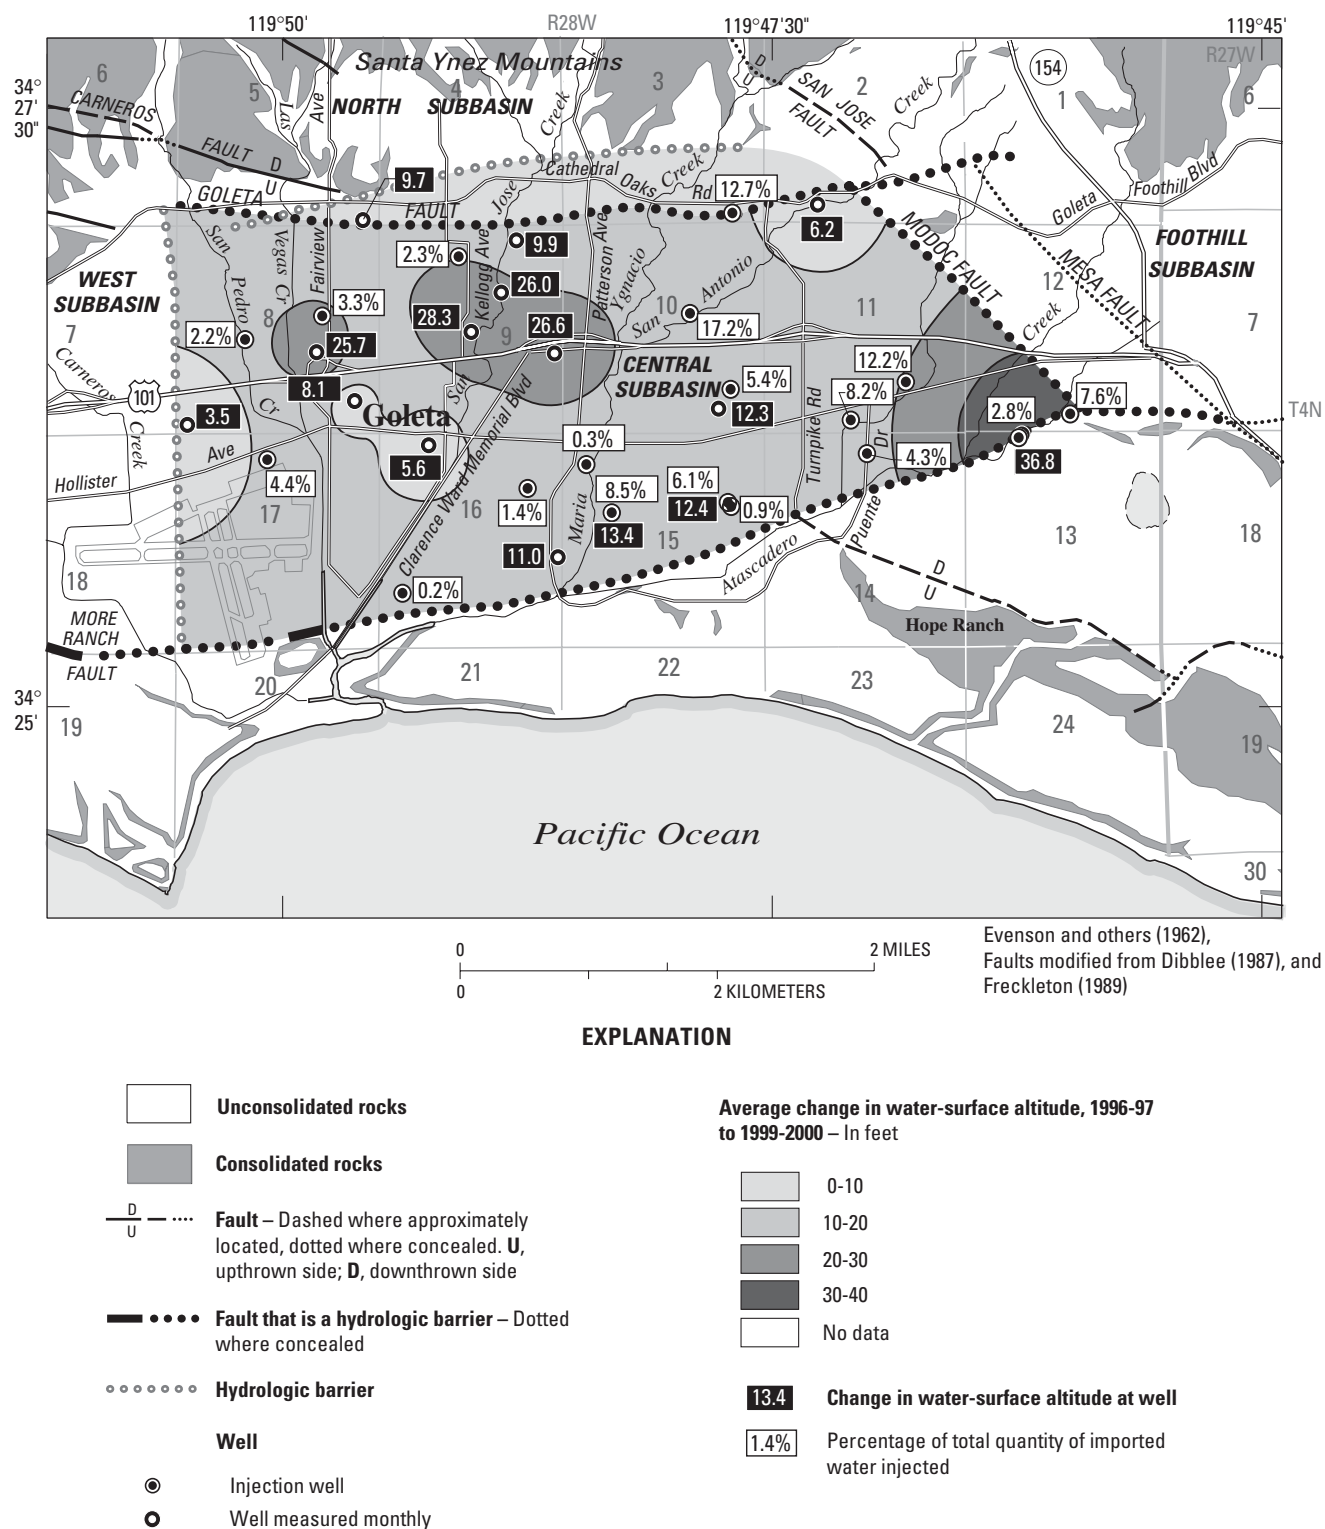 119°50'
R28W
119°47'30"
119°45'
34°
27'
30"
6
5
4
3
2
1
6
R27W
154
Santa Ynez Mountains
NORTH SUBBASIN
CARNEROS
FAULT
D
U
GOLETA
FAULT
Las
Vegas Cr
Ave
Fairview
Creek
Jose
San
Cathedral
Oaks
Rd
Creek
D
U
SAN JOSE
FAULT
Creek
Foothill
Blvd
Goleta
9.7
12.7%
6.2
9.9
2.3%
26.0
28.3
26.6
3.3%
25.7
2.2%
8.1
3.5
5.6
4.4%
17.2%
5.4%
12.3
12.2%
8.2%
4.3%
2.8%
7.6%
36.8
0.3%
8.5%
13.4
6.1%
12.4
0.9%
1.4%
11.0
0.2%
WEST
SUBBASIN
7
8
9
10
11
12
7
San
Pedro
Cr
Kellogg Ave
Patterson Ave
Ygnacio
Maria
San
Antonio
Creek
MODOC FAULT
MESA FAULT
FOOTHILL
SUBBASIN
CENTRAL
SUBBASIN
Carneros
Creek
101
Goleta
Hollister
Ave
Clarence Ward Memorial Blvd
Turnpike Rd
Puente
Dr
Atascadero
T4N
18
17
16
15
14
13
18
MORE
RANCH
FAULT
D
U
Hope Ranch
34°
25'
19
20
21
22
23
24
19
30
Pacific Ocean
0
2 MILES
0
2 KILOMETERS
Evenson and others (1962),
Faults modified from Dibblee (1987), and
Freckleton (1989)
EXPLANATION
Unconsolidated rocks
Consolidated rocks
D
U
Fault – Dashed where approximately
located, dotted where concealed. U,
upthrown side; D, downthrown side
Fault that is a hydrologic barrier – Dotted
where concealed
Hydrologic barrier
Well
Injection well
Well measured monthly
Average change in water-surface altitude, 1996-97
to 1999-2000 – In feet
0-10
10-20
20-30
30-40
No data
13.4
Change in water-surface altitude at well
1.4%
Percentage of total quantity of imported
water injected